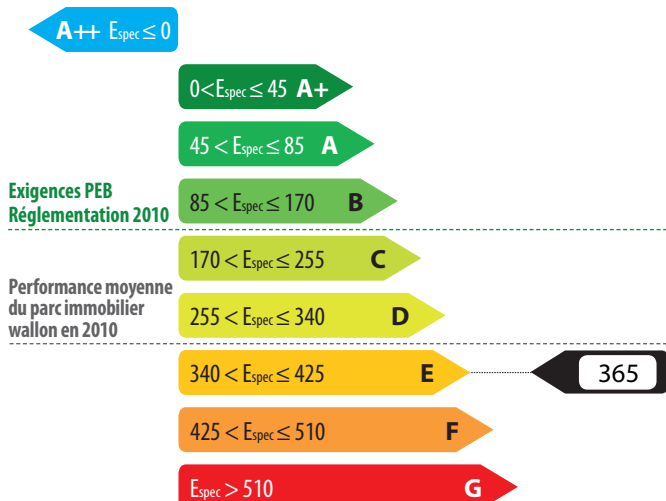 A++ Espec ≤ 0
0<Espec ≤ 45 A+
45 < Espec ≤ 85 A
Exigences PEB
Réglementation 2010
85 < Espec ≤ 170 B
170 < Espec ≤ 255 C
Performance moyenne
du parc immobilier
wallon en 2010
255 < Espec ≤ 340 D
340 < Espec ≤ 425 E
365
425 < Espec ≤ 510 F
Espec > 510 G